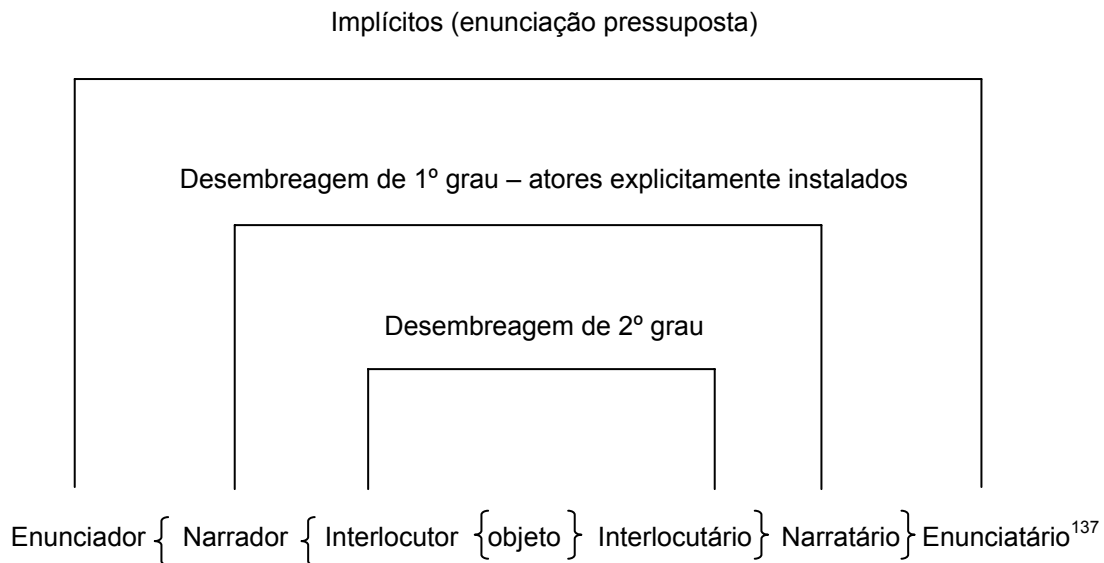 Implícitos (enunciação pressuposta)
Desembreagem de 1º grau – atores explicitamente instalados
Desembreagem de 2º grau
Enunciador { Narrador { Interlocutor {objeto} Interlocutário} Narratário} Enunciatário¹³⁷